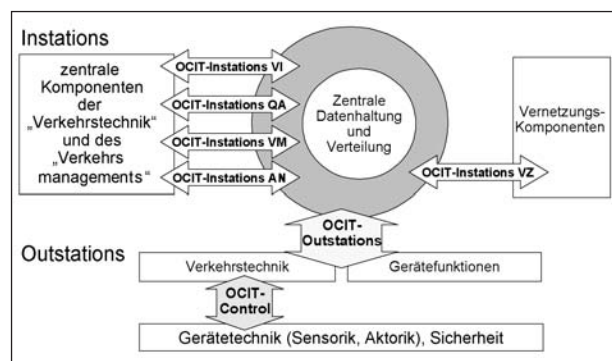 Instations
zentrale
Komponenten
der
„Verkehrstechnik“
und des
„Verkehrs
managements“
OCIT-Instations VI
OCIT-Instations QA
OCIT-Instations VM
OCIT-Instations AN
Zentrale
Datenhaltung
und
Verteilung
Vernetzungs-
Komponenten
OCIT-Instations VZ
OCIT-
Outstations
Outstations
Verkehrstechnik
Gerätefunktionen
OCIT-
Control
Gerätetechnik (Sensorik, Aktorik), Sicherheit